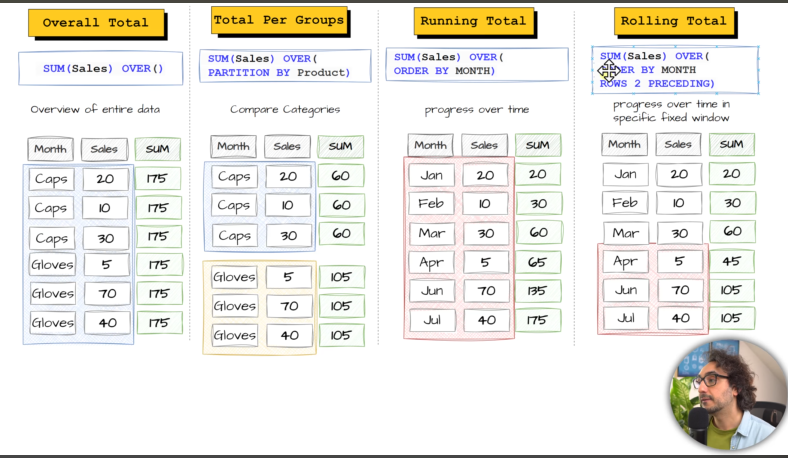 Overall Total
SUM(Sales) OVER()
Overview of entire data
Month Sales SUM
Caps 20 175
Caps 10 175
Caps 30 175
Gloves 5 175
Gloves 70 175
Gloves 40 175
Total Per Groups
SUM(Sales) OVER(
PARTITION BY Product)
Compare Categories
Month Sales SUM
Caps 20 60
Caps 10 60
Caps 30 60
Gloves 5 105
Gloves 70 105
Gloves 40 105
Running Total
SUM(Sales) OVER(
ORDER BY MONTH)
progress over time
Month Sales SUM
Jan 20 20
Feb 10 30
Mar 30 60
Apr 5 65
Jun 70 135
Jul 40 175
Rolling Total
SUM(Sales) OVER(
ER BY MONTH
ROWS 2 PRECEDING)
progress over time in
specific fixed window
Month Sales SUM
Jan 20 20
Feb 10 30
Mar 30 60
Apr 5 45
Jun 70 105
Jul 40 105